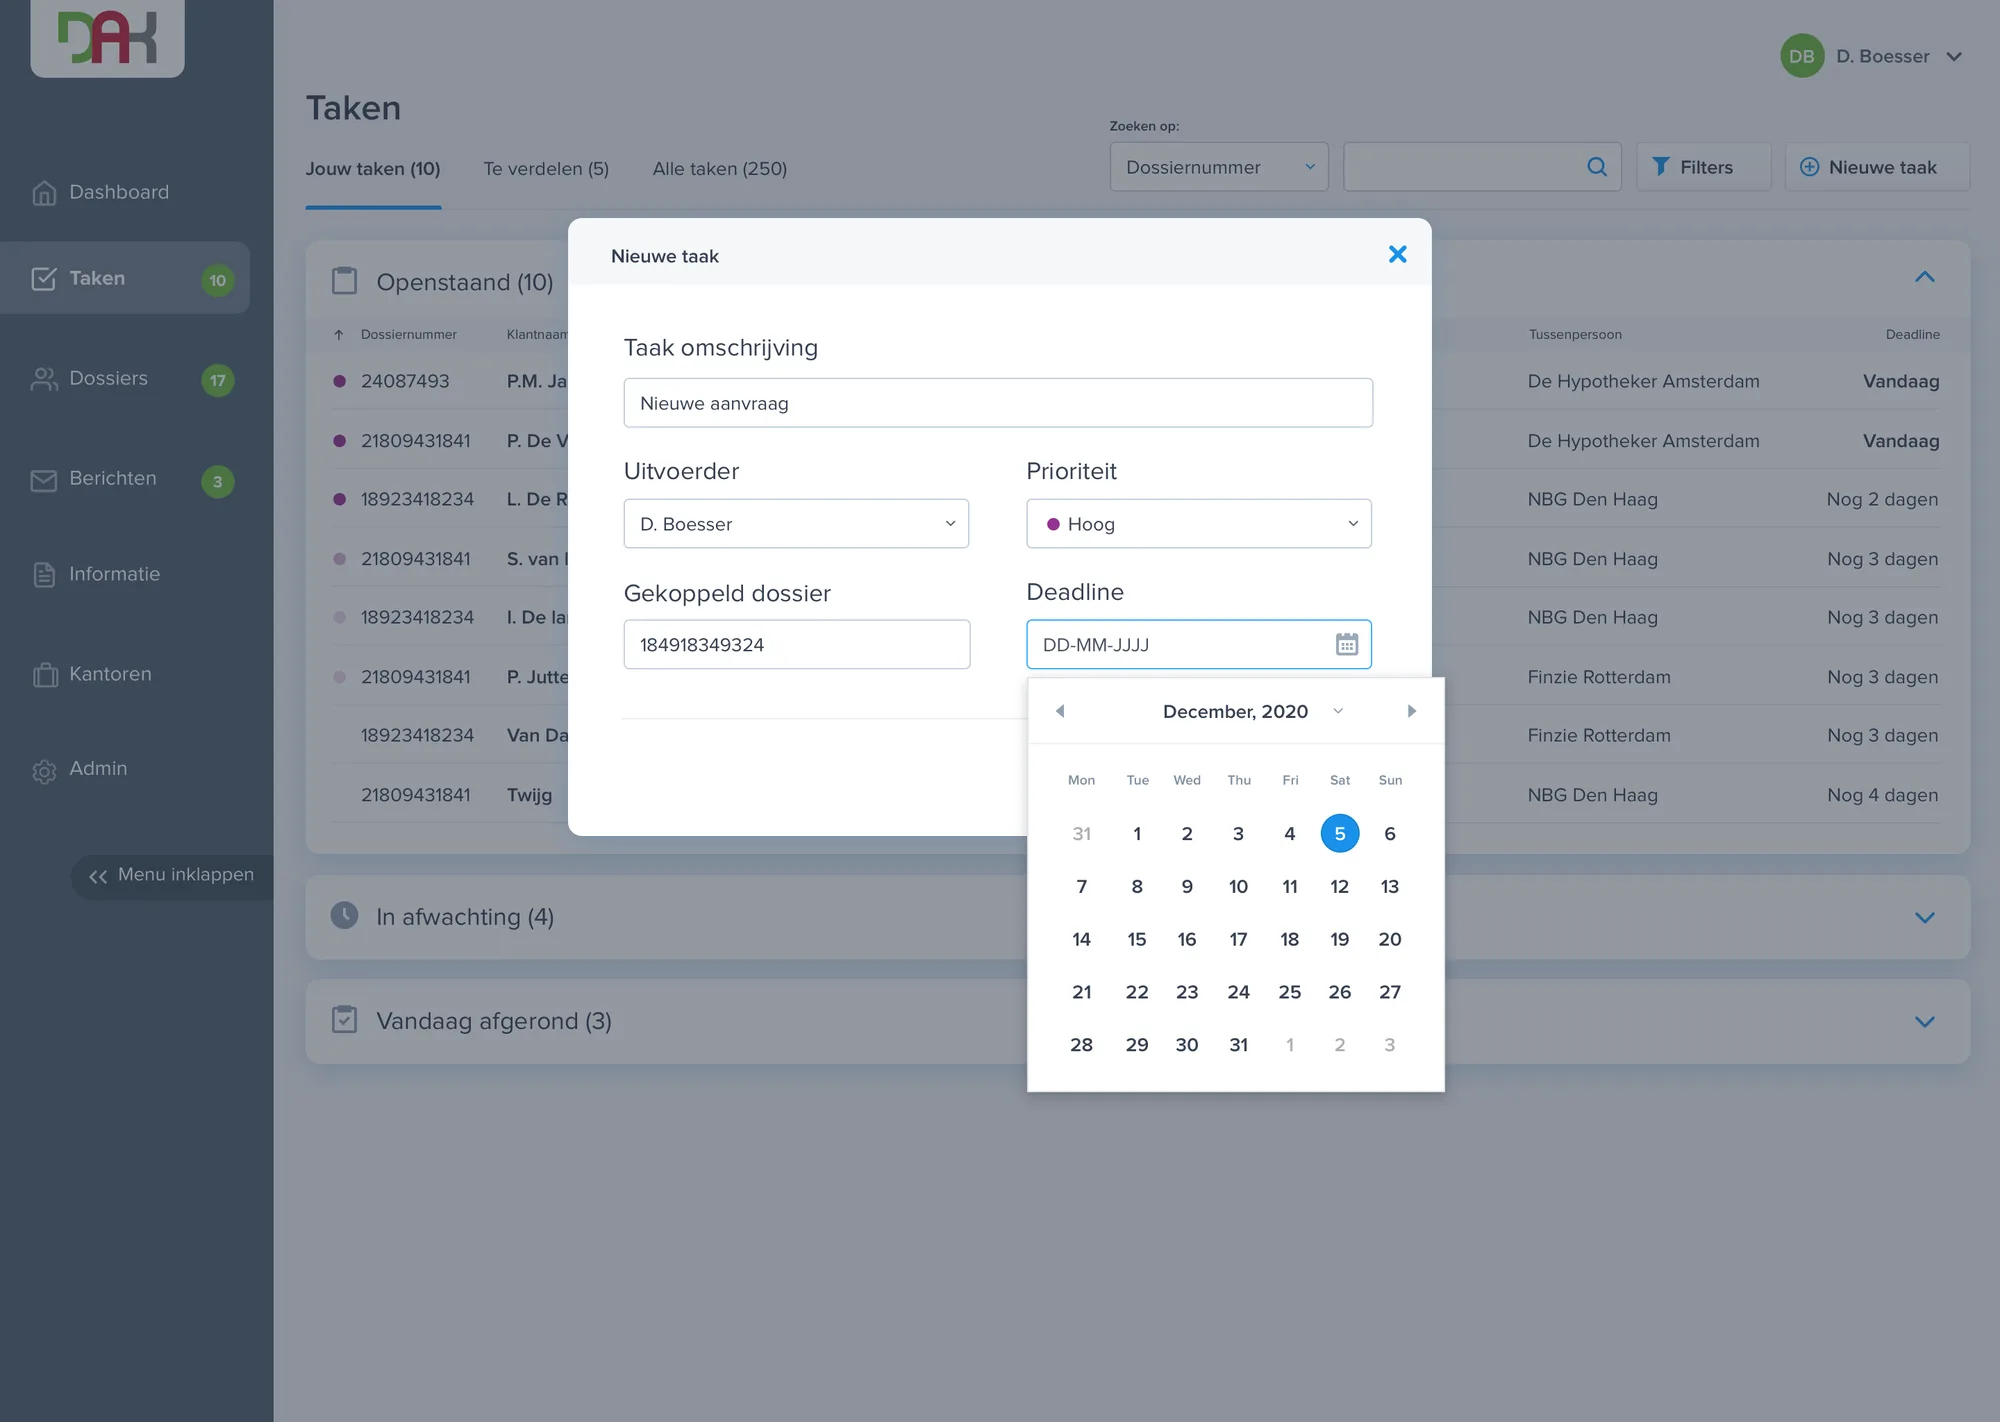 DAK
DB
D. Boesser
Taken
Zoeken op:
Jouw taken (10)
Te verdelen (5)
Alle taken (250)
Dossiernummer
Filters
Nieuwe taak
Dashboard
Taken
10
Dossiers
17
Berichten
3
Informatie
Kantoren
Admin
Menu inklappen
Openstaand (10)
Dossiernummer
Klantnaam
Tussenpersoon
Deadline
24087493 P.M. Ja De Hypotheker Amsterdam Vandaag
21809431841 P. De V De Hypotheker Amsterdam Vandaag
18923418234 L. De R NBG Den Haag Nog 2 dagen
21809431841 S. van NBG Den Haag Nog 3 dagen
18923418234 I. De la NBG Den Haag Nog 3 dagen
21809431841 P. Jutte Finzie Rotterdam Nog 3 dagen
18923418234 Van Da Finzie Rotterdam Nog 3 dagen
21809431841 Twijg NBG Den Haag Nog 4 dagen
In afwachting (4)
Vandaag afgerond (3)
Nieuwe taak
Taak omschrijving
Nieuwe aanvraag
Uitvoerder
D. Boesser
Prioriteit
Hoog
Gekoppeld dossier
184918349324
Deadline
DD-MM-JJJJ
December, 2020
Mon Tue Wed Thu Fri Sat Sun
31 1 2 3 4 5 6
7 8 9 10 11 12 13
14 15 16 17 18 19 20
21 22 23 24 25 26 27
28 29 30 31 1 2 3